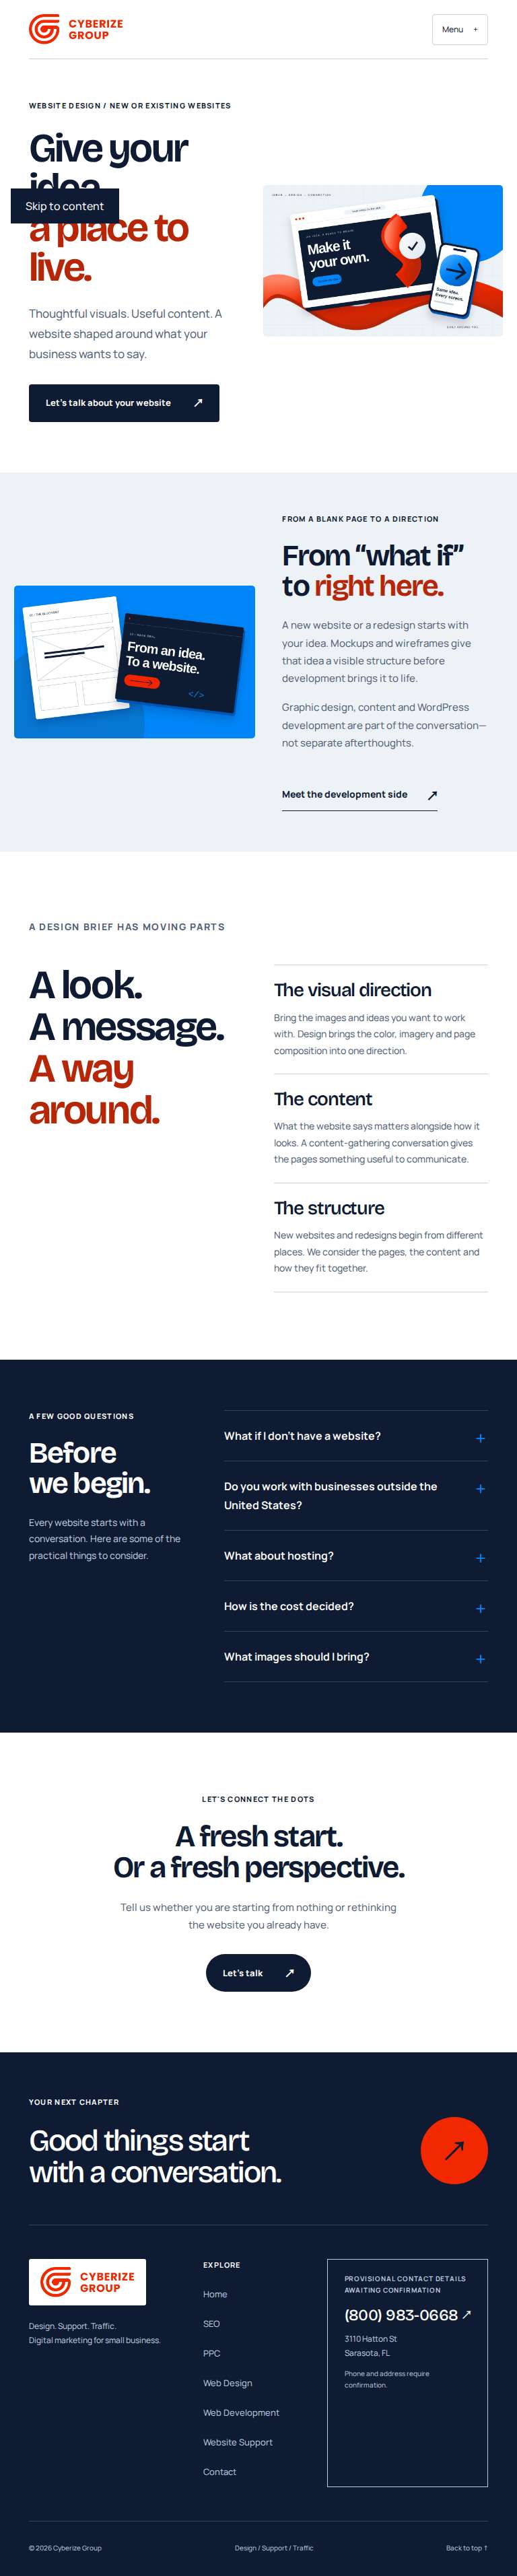 CYBERIZE
GROUP
Menu +
WEBSITE DESIGN / NEW OR EXISTING WEBSITES
Give your
idea
Skip to content
a place to
live.
Thoughtful visuals. Useful content. A
website shaped around what your
business wants to say.
Let's talk about your website ↗
Make it
your own.
Same idea.
Every screen.
FROM A BLANK PAGE TO A DIRECTION
From “what if”
to right here.
A new website or a redesign starts with
your idea. Mockups and wireframes give
that idea a visible structure before
development brings it to life.
Graphic design, content and WordPress
development are part of the conversation—
not separate afterthoughts.
Meet the development side ↗
From an idea.
To a website.
</>
A DESIGN BRIEF HAS MOVING PARTS
A look.
A message.
A way
around.
The visual direction
Bring the images and ideas you want to work
with. Design brings the color, imagery and page
composition into one direction.
The content
What the website says matters alongside how it
looks. A content-gathering conversation gives
the pages something useful to communicate.
The structure
New websites and redesigns begin from different
places. We consider the pages, the content and
how they fit together.
A FEW GOOD QUESTIONS
Before
we begin.
Every website starts with a
conversation. Here are some of the
practical things to consider.
What if I don't have a website? +
Do you work with businesses outside the
United States? +
What about hosting? +
How is the cost decided? +
What images should I bring? +
LET'S CONNECT THE DOTS
A fresh start.
Or a fresh perspective.
Tell us whether you are starting from nothing or rethinking
the website you already have.
Let's talk ↗
YOUR NEXT CHAPTER
Good things start
with a conversation.
↗
CYBERIZE
GROUP
Design. Support. Traffic.
Digital marketing for small business.
EXPLORE
Home
SEO
PPC
Web Design
Web Development
Website Support
Contact
PROVISIONAL CONTACT DETAILS
AWAITING CONFIRMATION
(800) 983-0668 ↗
3110 Hatton St
Sarasota, FL
Phone and address require
confirmation.
© 2026 Cyberize Group
Design / Support / Traffic
Back to top ↑